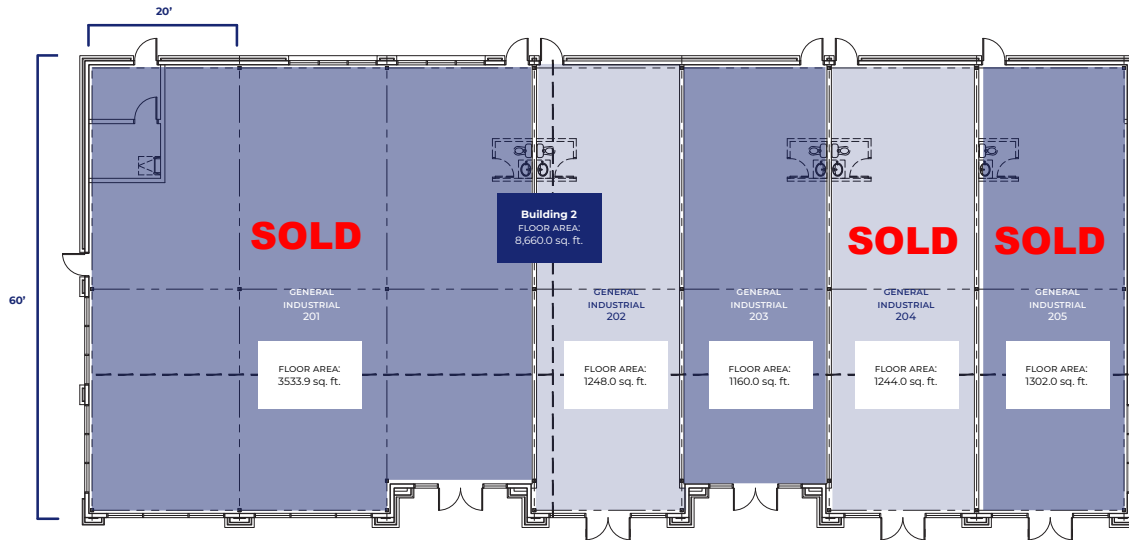 20’
60’
SOLD
Building 2
FLOOR AREA:
8,660.0 sq. ft.
SOLD
SOLD
GENERAL
INDUSTRIAL
201
GENERAL
INDUSTRIAL
202
GENERAL
INDUSTRIAL
203
GENERAL
INDUSTRIAL
204
GENERAL
INDUSTRIAL
205
FLOOR AREA:
3533.9 sq. ft.
FLOOR AREA:
1248.0 sq. ft.
FLOOR AREA:
1160.0 sq. ft.
FLOOR AREA:
1244.0 sq. ft.
FLOOR AREA:
1302.0 sq. ft.